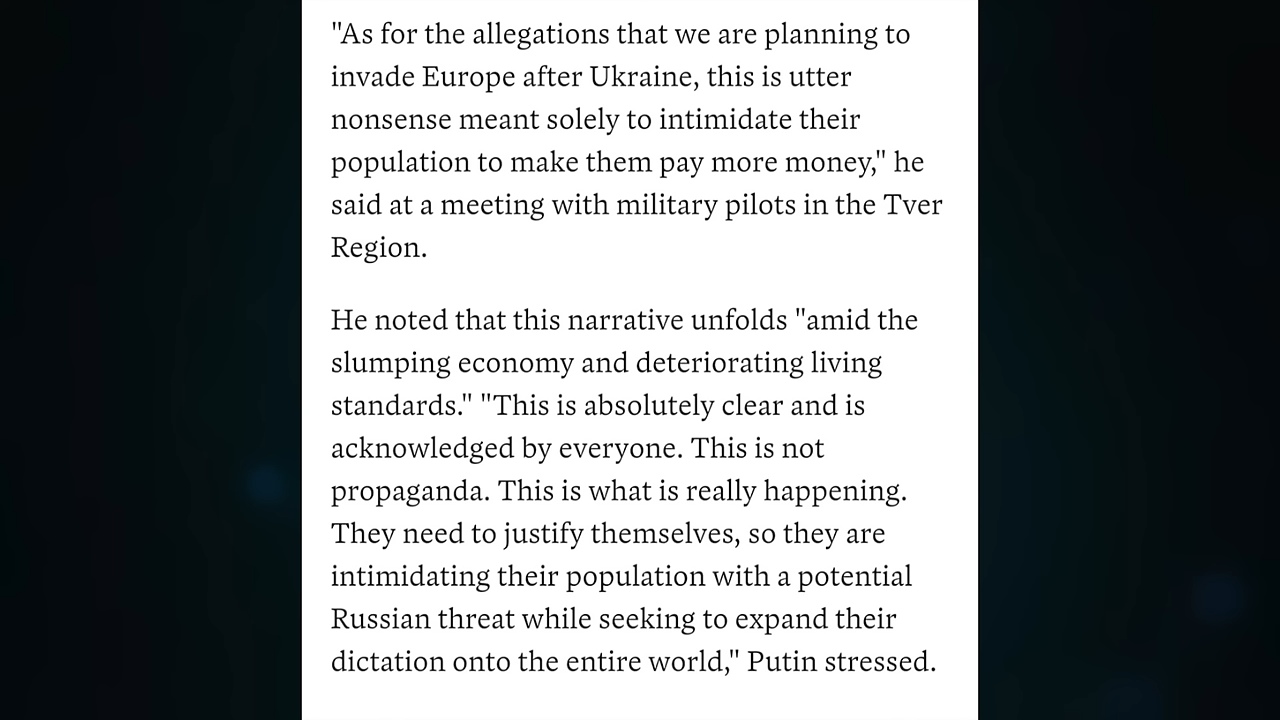 "As for the allegations that we are planning to
invade Europe after Ukraine, this is utter
nonsense meant solely to intimidate their
population to make them pay more money," he
said at a meeting with military pilots in the Tver
Region.
He noted that this narrative unfolds "amid the
slumping economy and deteriorating living
standards." "This is absolutely clear and is
acknowledged by everyone. This is not
propaganda. This is what is really happening.
They need to justify themselves, so they are
intimidating their population with a potential
Russian threat while seeking to expand their
dictation onto the entire world," Putin stressed.